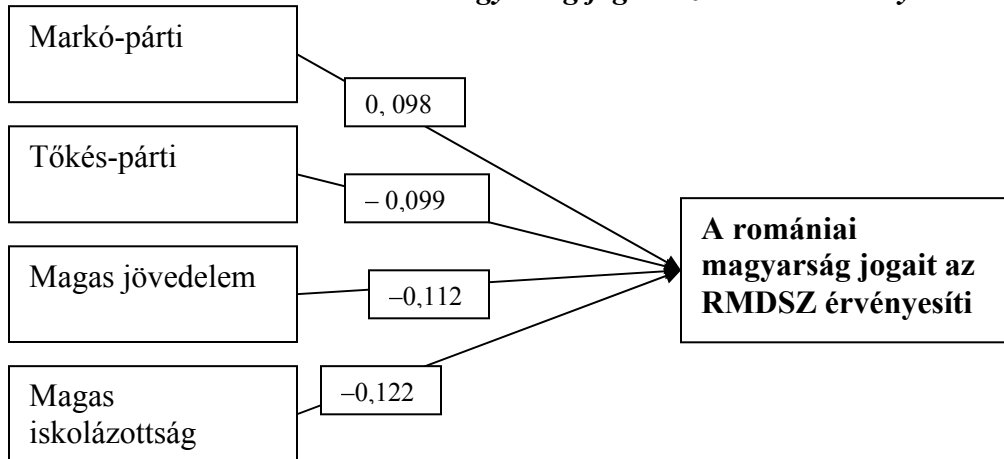 Markó-párti
0, 098
Tőkés-párti
– 0,099
A romániai
magyarság jogait az
RMDSZ érvényesíti
Magas jövedelem
–0,112
–0,122
Magas
iskolázottság